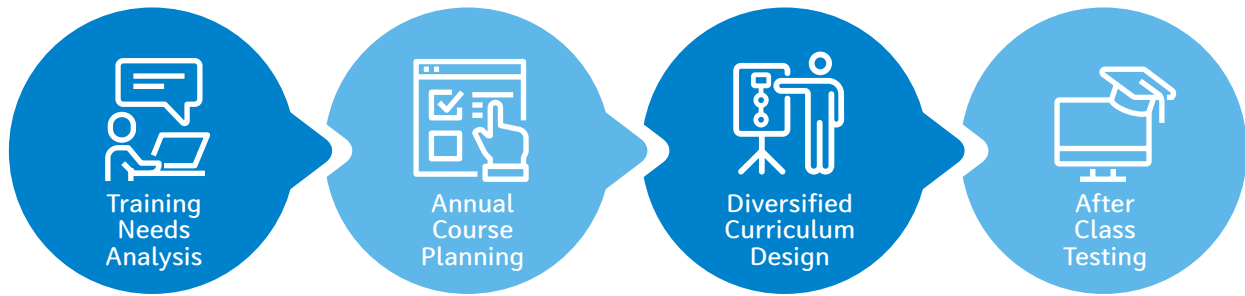 Training
Needs
Analysis
Annual
Course
Planning
Diversified
Curriculum
Design
After
Class
Testing